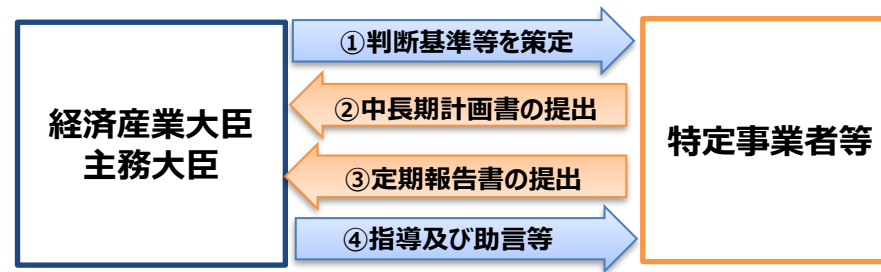 経済産業大臣
主務大臣
①判断基準等を策定
②中長期計画書の提出
③定期報告書の提出
④指導及び助言等
特定事業者等